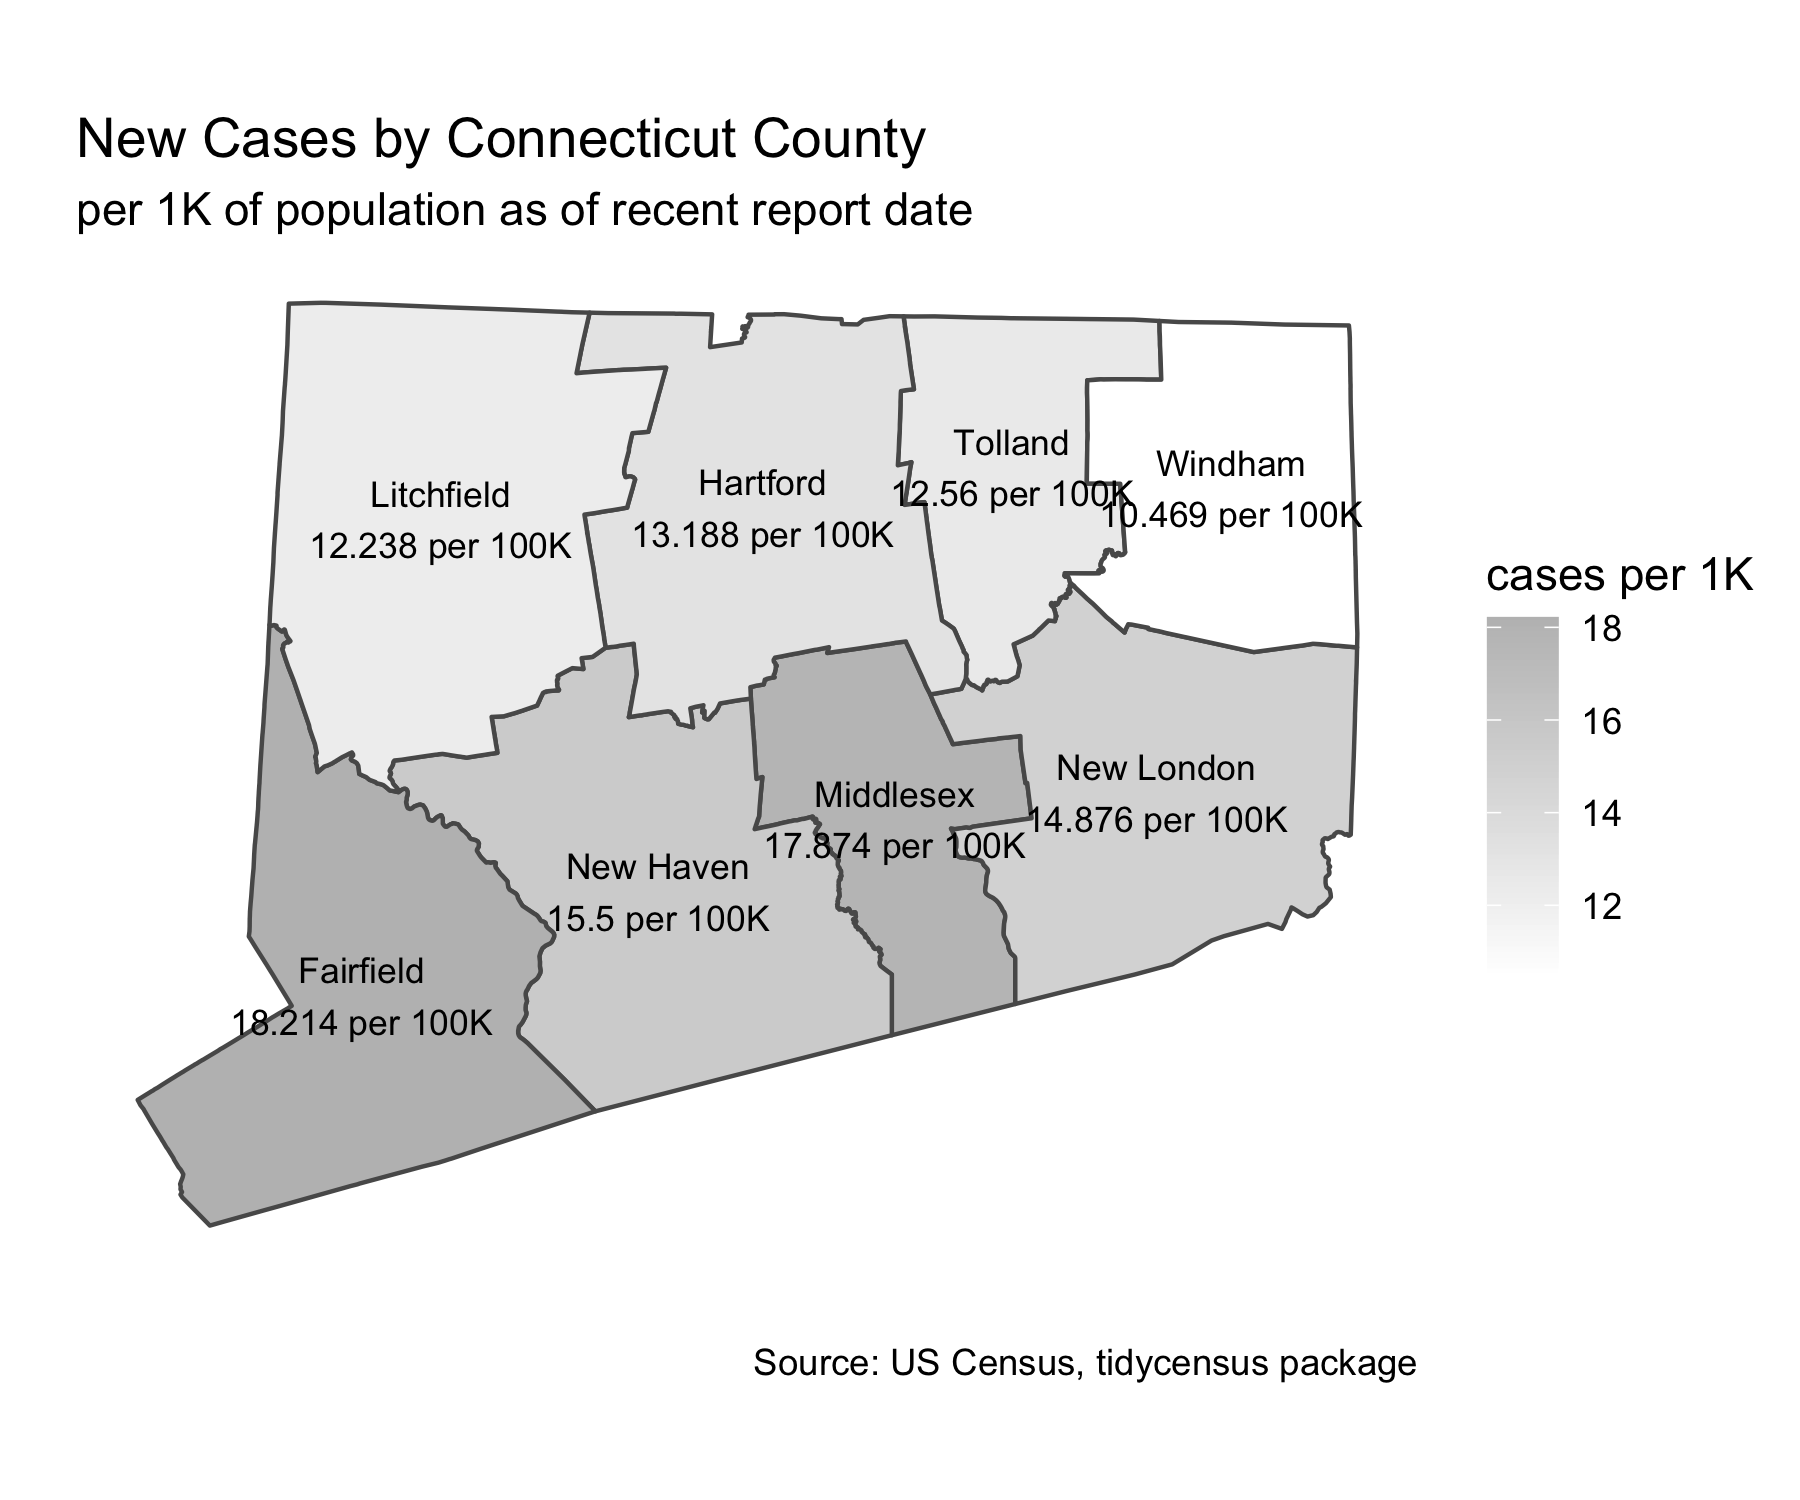 New Cases by Connecticut County
per 1K of population as of recent report date
Litchfield
12.238 per 100K
Hartford
13.188 per 100K
Tolland
12.56 per 100K
Windham
10.469 per 100K
Fairfield
18.214 per 100K
New Haven
15.5 per 100K
Middlesex
17.874 per 100K
New London
14.876 per 100K
cases per 1K
18
16
14
12
Source: US Census, tidycensus package